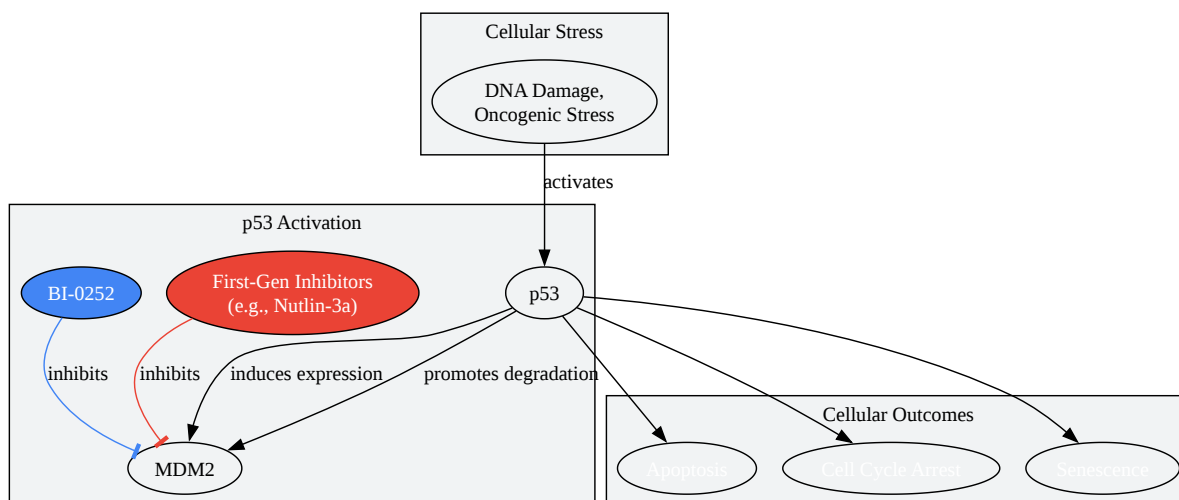 Cellular Stress
DNA Damage,
Oncogenic Stress
activates
p53 Activation
BI-0252
First-Gen Inhibitors
(e.g., Nutlin-3a)
p53
inhibits
inhibits
induces expression
promotes degradation
MDM2
Cellular Outcomes
Apoptosis
Cell Cycle Arrest
Senescence